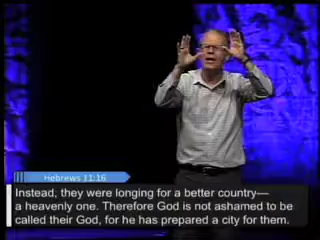 Hebrews 11:16
Instead, they were longing for a better country—
a heavenly one. Therefore God is not ashamed to be
called their God, for he has prepared a city for them.